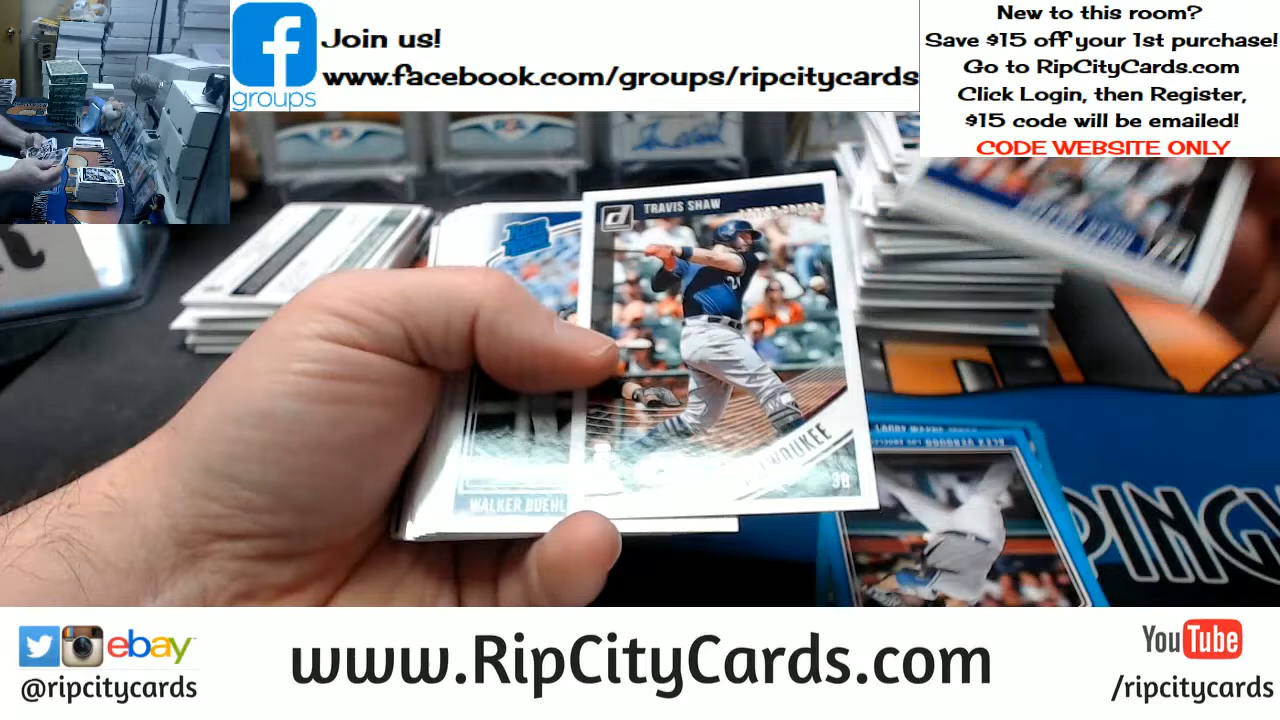 Join us!
www.facebook.com/groups/ripcitycards
groups
New to this room?
Save $15 off your 1st purchase!
Go to RipCityCards.com
Click Login, then Register,
$15 code will be emailed!
CODE WEBSITE ONLY
TRAVIS SHAW
WALKER BUEHL
3B
PING
ebay
@ripcitycards
www.RipCityCards.com
YouTube
/ripcitycards